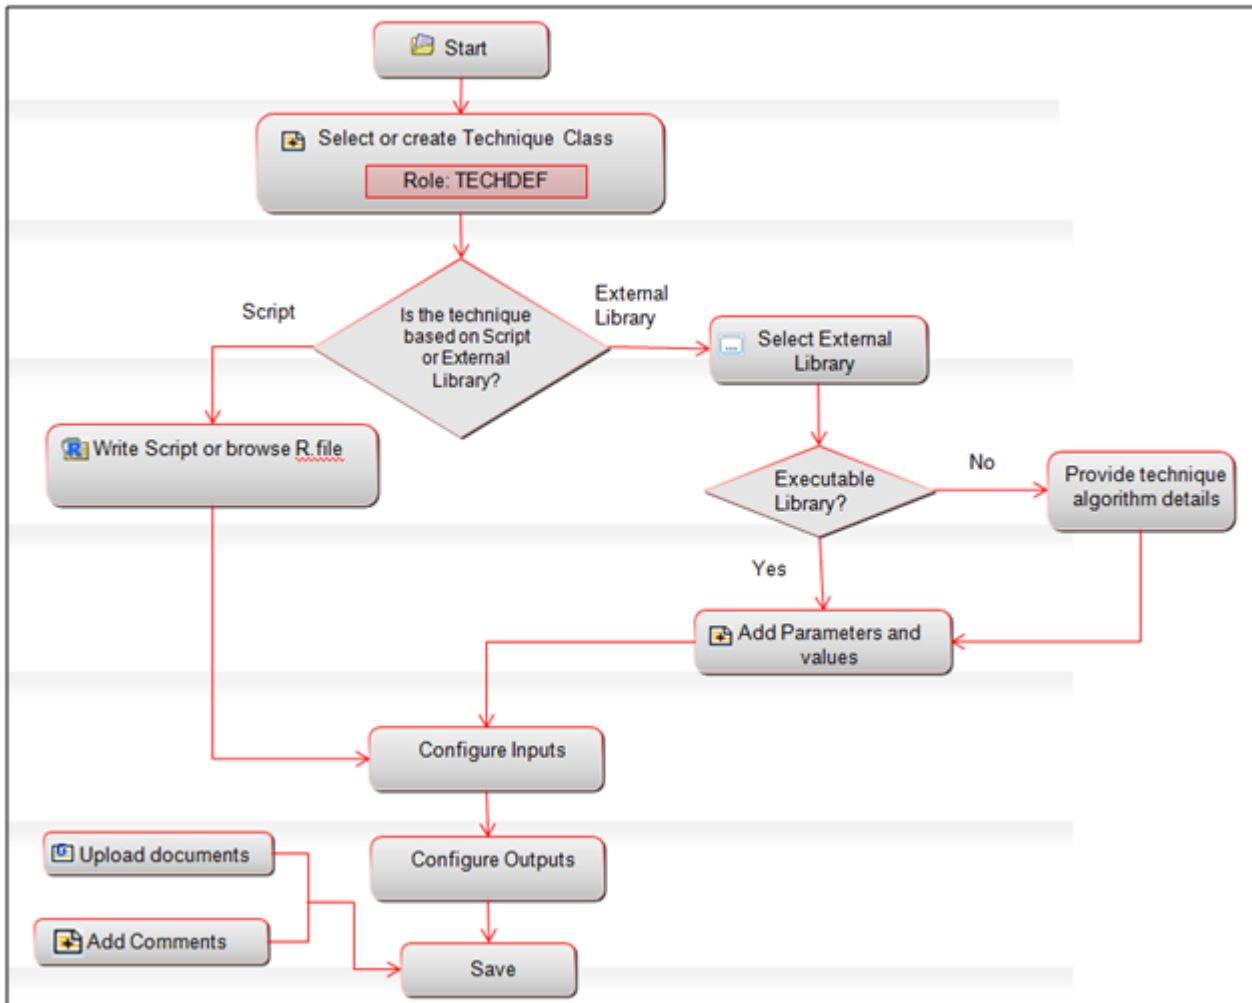 Start
Select or create Technique Class
Role: TECHDEF
Script
Is the technique
based on Script
or External
Library?
External
Library
Select External
Library
Write Script or browse R.file
Executable
Library?
No
Provide technique
algorithm details
Yes
Add Parameters and
values
Configure Inputs
Upload documents
Configure Outputs
Add Comments
Save